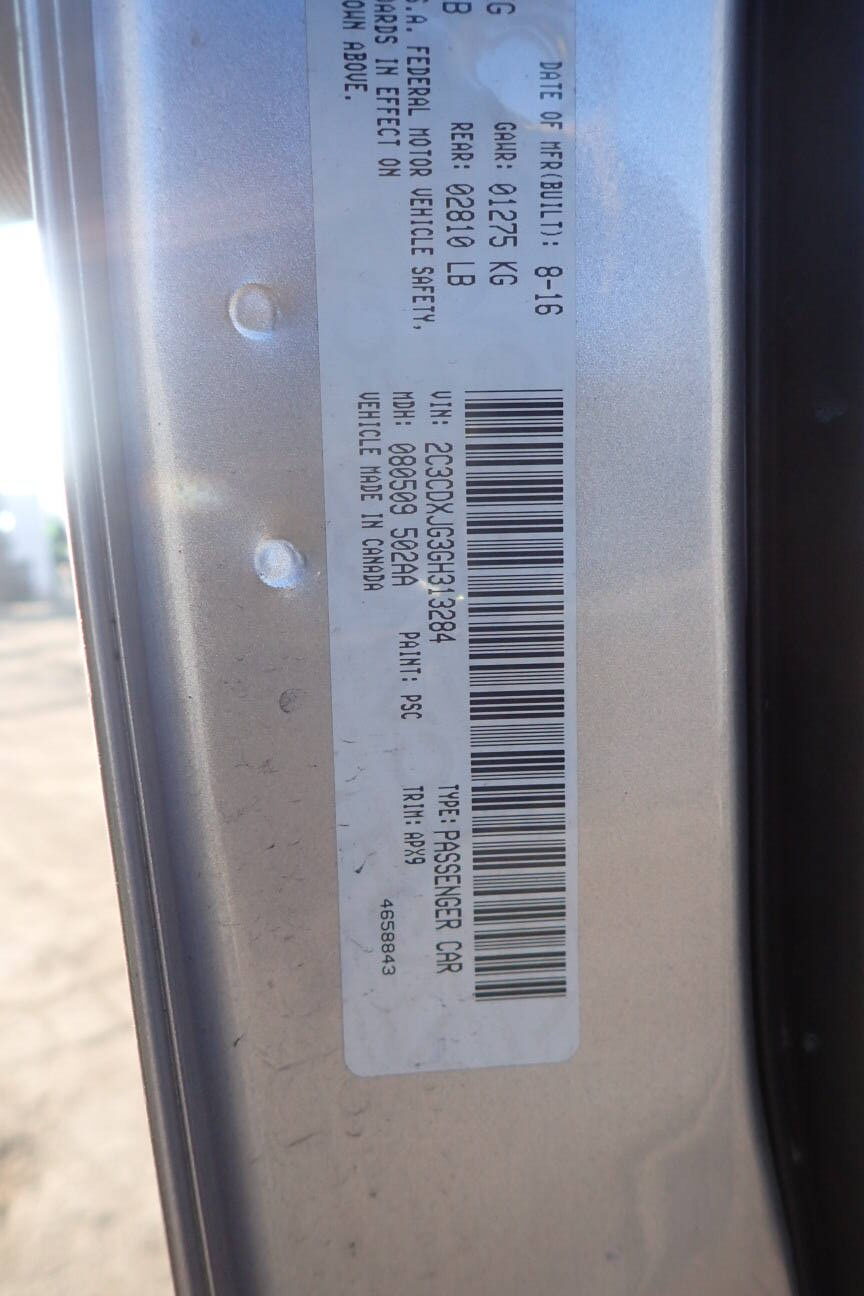 DATE OF MFR(BUILT): 8-16
G GAWR: 01275 KG
B REAR: 02810 LB
S.A. FEDERAL MOTOR VEHICLE SAFETY,
ARDS IN EFFECT ON
OWN ABOVE.
VIN: 2C3CDXJG3GH313284 TYPE: PASSENGER CAR
MDH: 080509 502AA PAINT: PSC TRIM: APX9
VEHICLE MADE IN CANADA
4658843